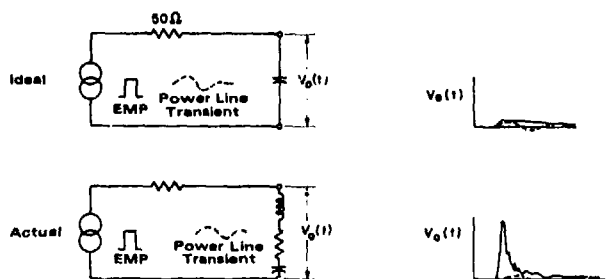 50Ω
Ideal
EMP
Power Line
Transient
V₀(t)
V₀(t)
Actual
EMP
Power Line
Transient
V₀(t)
V₀(t)